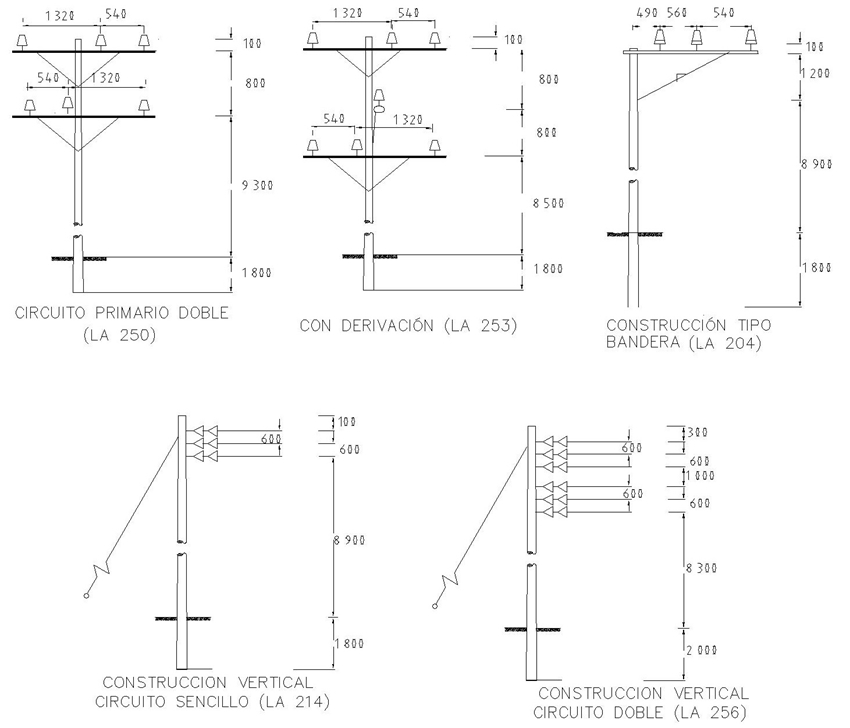 1 320 540
100
540 1 320
800
9 300
1 800
CIRCUITO PRIMARIO DOBLE
(LA 250)
1 320 540
100
800
540 1 320
800
8 500
1 800
CON DERIVACIÓN (LA 253)
490 560 540
100
1 200
8 900
1 800
CONSTRUCCIÓN TIPO
BANDERA (LA 204)
100
600
600
8 900
1 800
CONSTRUCCION VERTICAL
CIRCUITO SENCILLO (LA 214)
300
600
600
1 000
600
600
8 300
2 000
CONSTRUCCION VERTICAL
CIRCUITO DOBLE (LA 256)